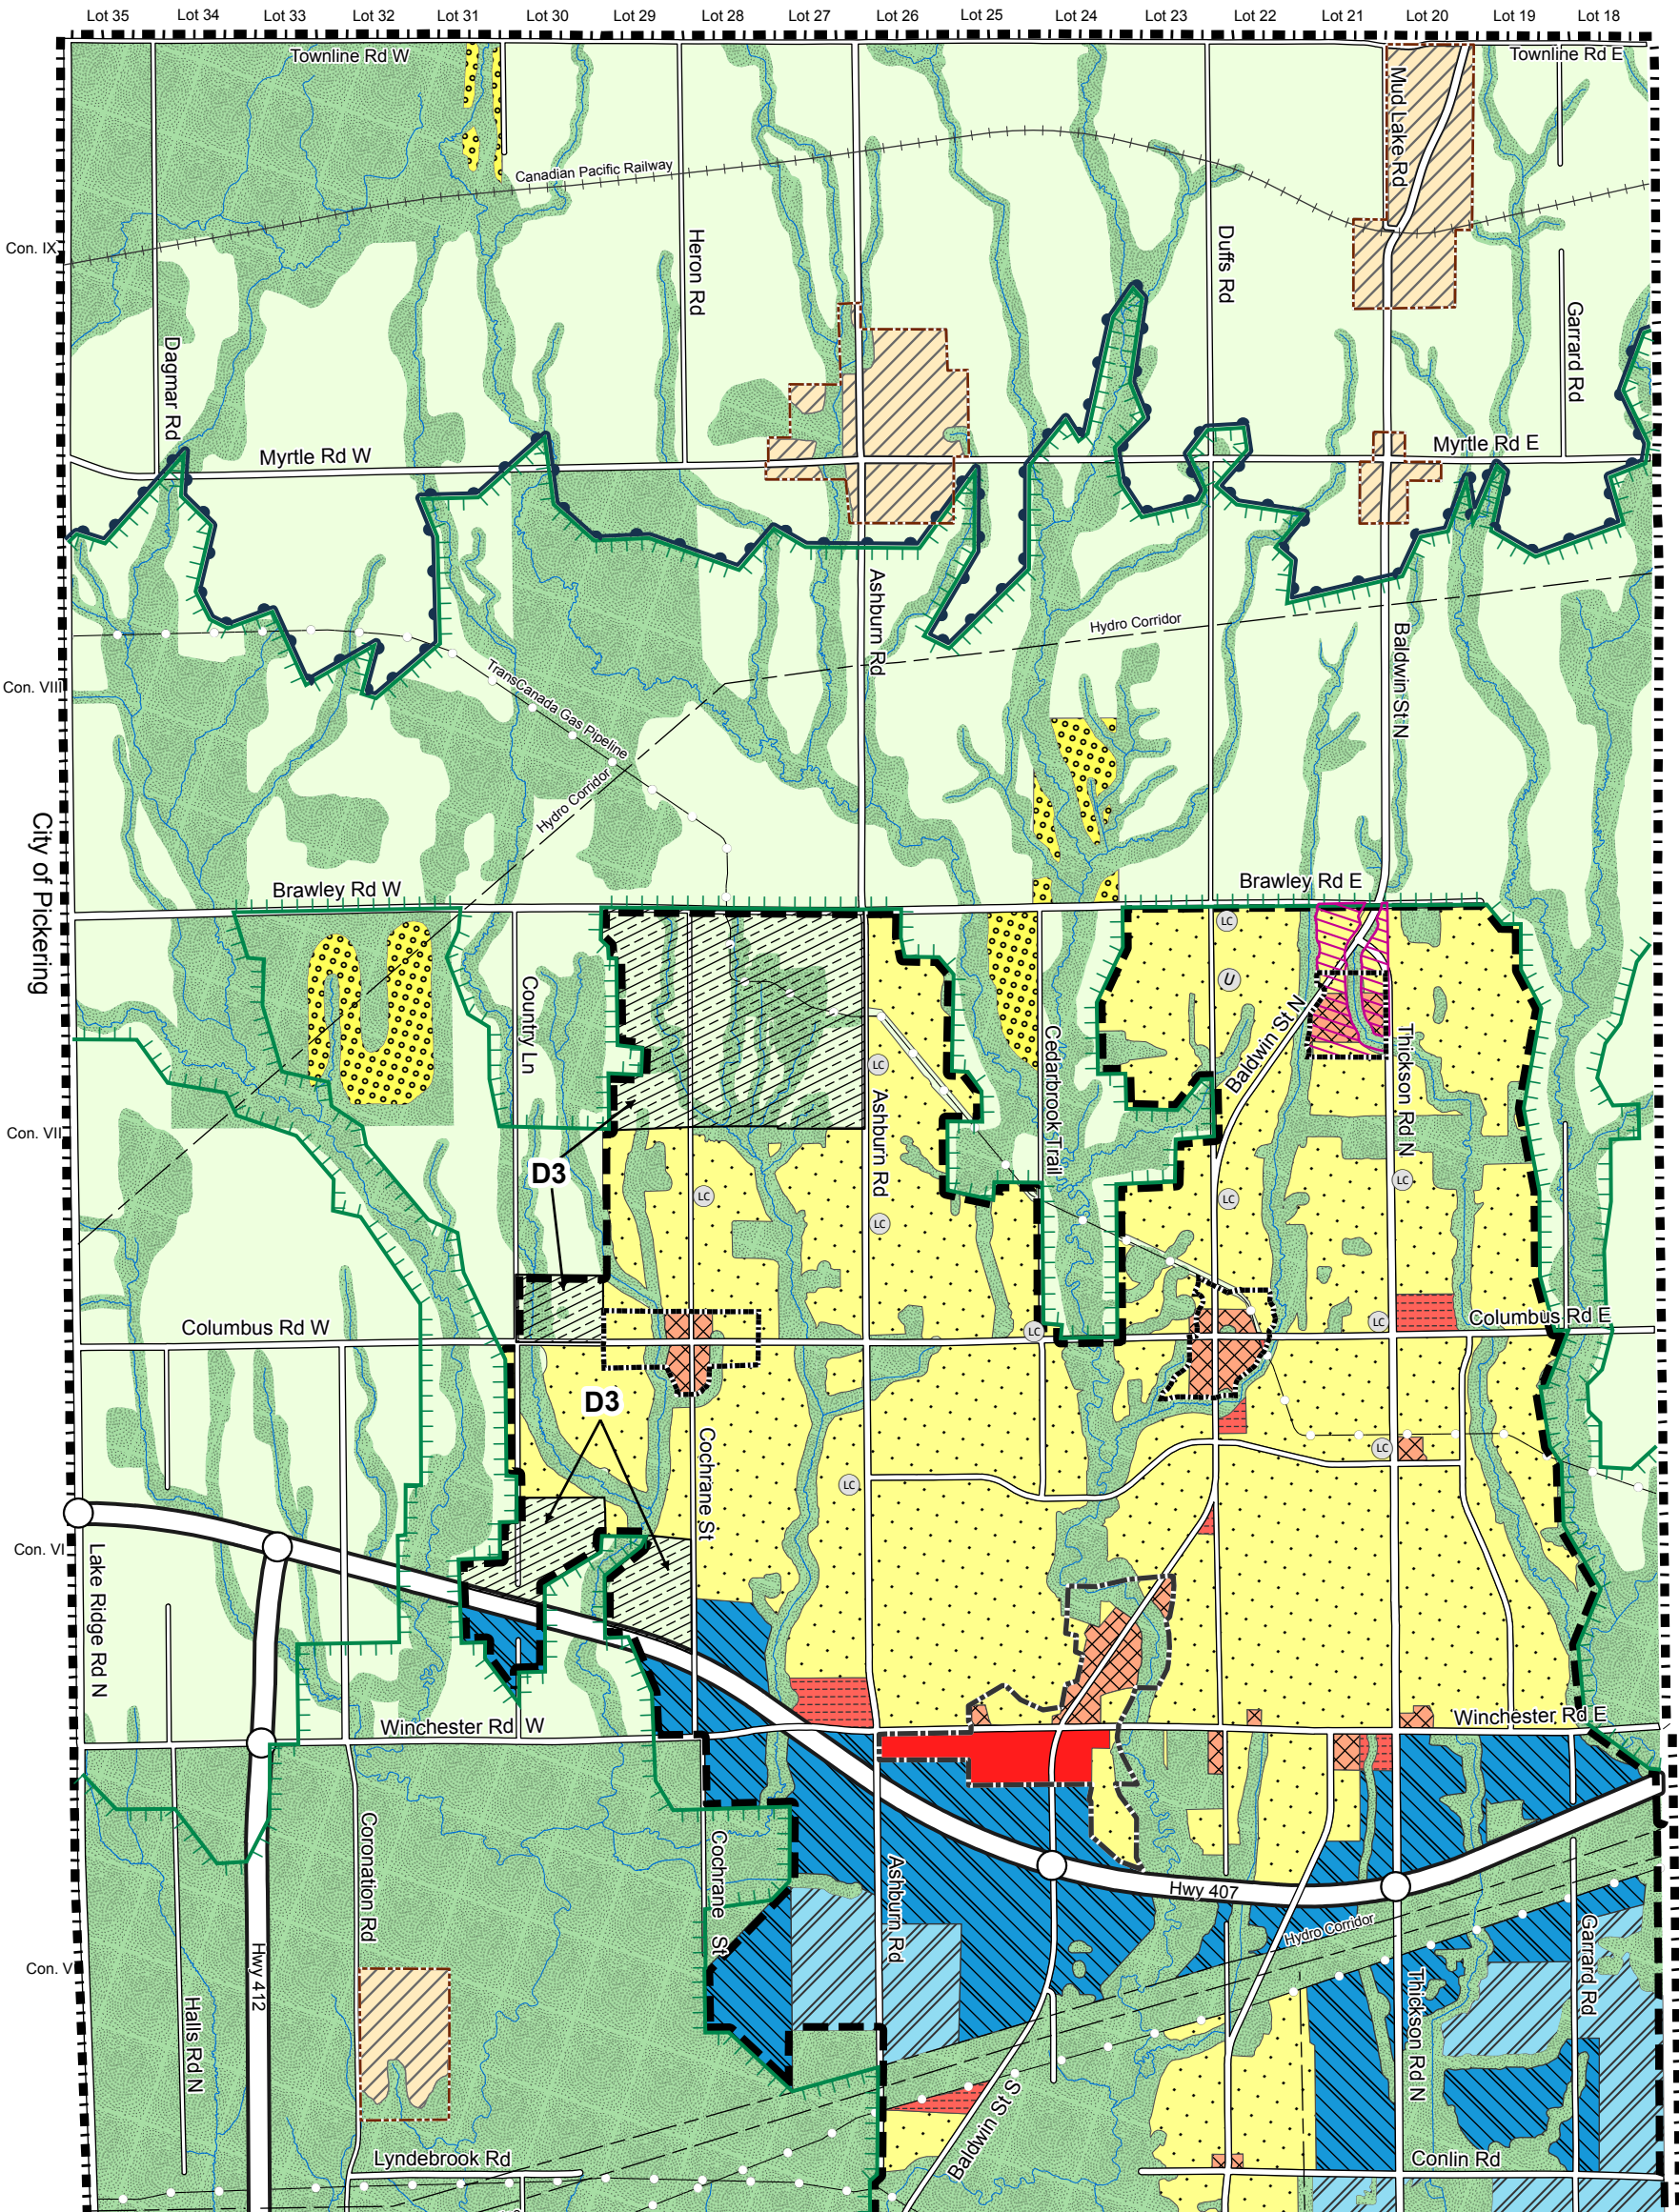 Lot 35
Lot 34
Lot 33
Lot 32
Lot 31
Lot 30
Lot 29
Lot 28
Lot 27
Lot 26
Lot 25
Lot 24
Lot 23
Lot 22
Lot 21
Lot 20
Lot 19
Lot 18
Townline Rd W
Townline Rd E
Mud Lake Rd
Canadian Pacific Railway
Con. IX
Heron Rd
Duffs Rd
Dagmar Rd
Garrard Rd
Myrtle Rd W
Myrtle Rd E
Ashburn Rd
Hydro Corridor
Baldwin St N
Con. VIII
TransCanada Gas Pipeline
Hydro Corridor
City of Pickering
Brawley Rd W
Brawley Rd E
LC
U
Country Ln
Baldwin St N
Cedarbrook Trail
Thickson Rd N
LC
Ashburn Rd
Con. VII
D3
LC
LC
LC
LC
Columbus Rd W
Columbus Rd E
LC
LC
D3
Cochrane St
LC
LC
Con. VI
Lake Ridge Rd N
Winchester Rd W
Winchester Rd E
Coronation Rd
Cochrane St
Ashburn Rd
Hwy 407
Hydro Corridor
Garrard Rd
Con. V
Hwy 412
Halls Rd N
Thickson Rd N
Baldwin St S
Lyndebrook Rd
Conlin Rd